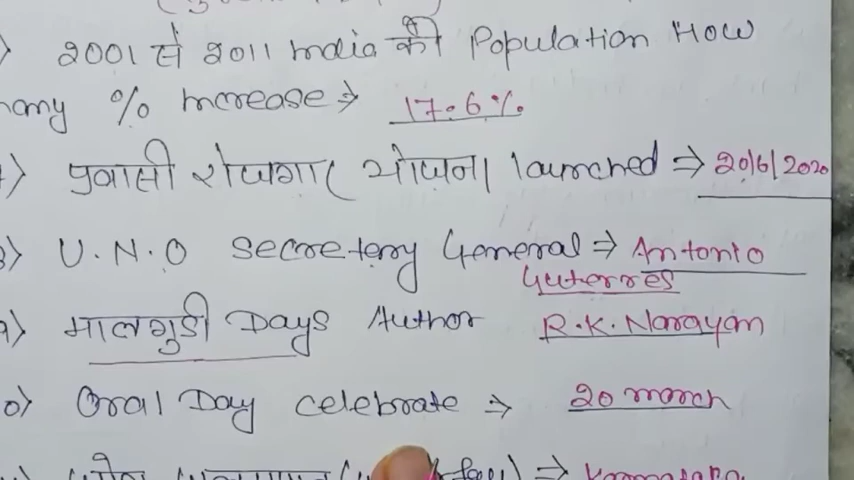 2001 से 2011 India की Population How
many % increase ⇒ 17.6%
प्रवासी रोजगार योजना launched ⇒ 20/6/2020
U.N.O Secretery General ⇒ Antonio
Guterres
मालगुडी Days Author R.K. Narayan
Oral Day celebrate ⇒ 20 march